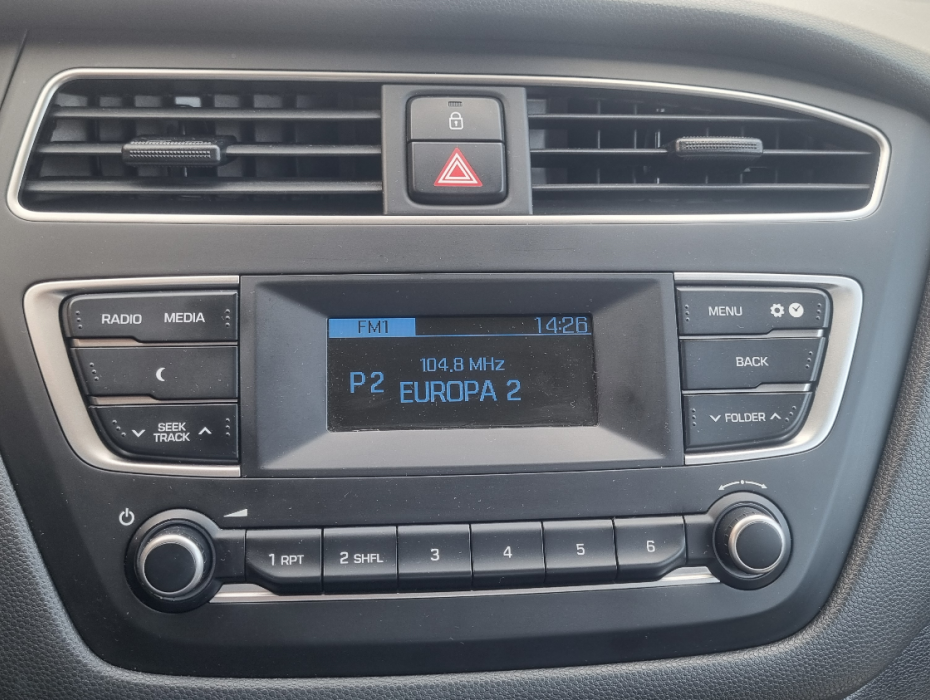 RADIO MEDIA
SEEK
TRACK
FM1 14:26
104.8 MHz
P2 EUROPA 2
MENU
BACK
FOLDER
1 RPT
2 SHFL
3
4
5
6